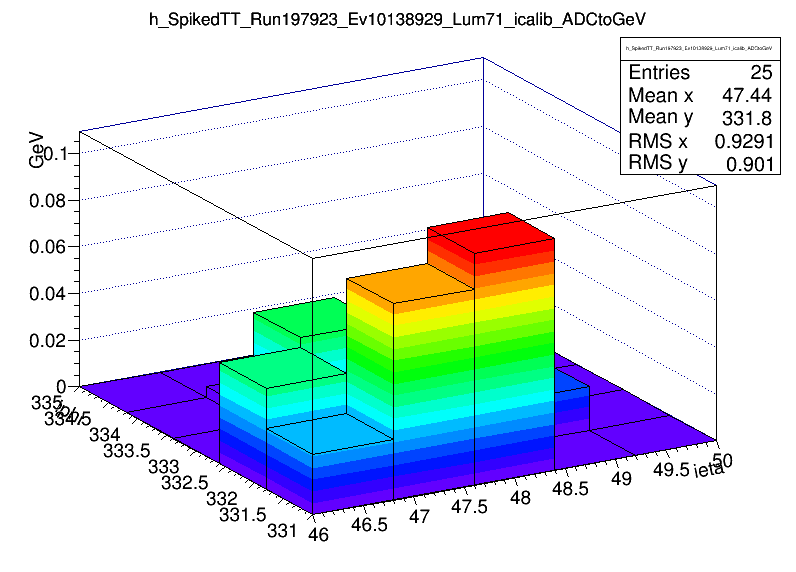 h_SpikedTT_Run197923_Ev10138929_Lum71_icalib_ADCtoGeV
h_SpikedTT_Run197923_Ev10138929_Lum71_icalib_ADCtoGeV
Entries 25
Mean x 47.44
Mean y 331.8
RMS x 0.9291
RMS y 0.901
GeV
0.1
0.08
0.06
0.04
0.02
0
335
334.5
334
333.5
333
332.5
332
331.5
331
46
46.5
47
47.5
48
48.5
49
49.5
50
ieta